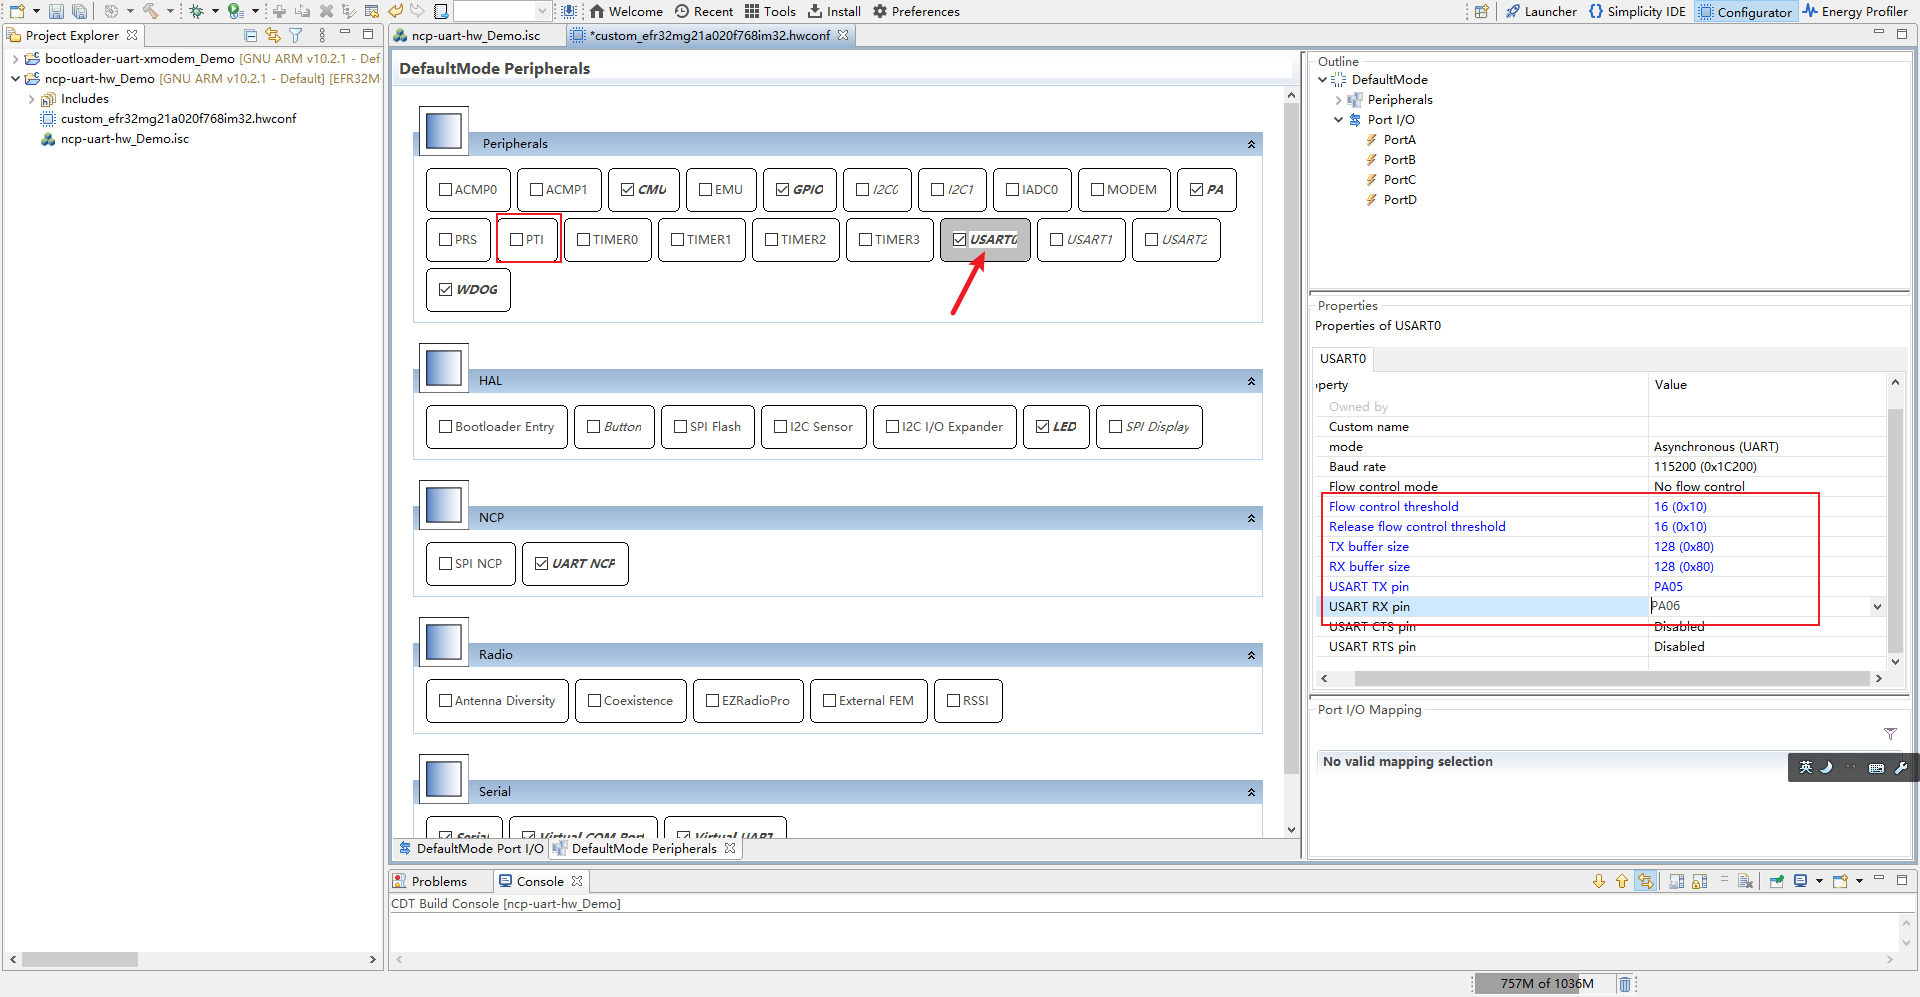 Welcome Recent Tools Install Preferences Launcher Simplicity IDE Configurator Energy Profiler
Project Explorer
bootloader-uart-xmodem_Demo [GNU ARM v10.2.1 - Def
ncp-uart-hw_Demo [GNU ARM v10.2.1 - Default] [EFR32M
Includes
custom_efr32mg21a020f768im32.hwconf
ncp-uart-hw_Demo.isc
ncp-uart-hw_Demo.isc *custom_efr32mg21a020f768im32.hwconf
DefaultMode Peripherals
Peripherals
ACMP0 ACMP1 CMU EMU GPIO I2C0 I2C1 IADC0 MODEM PA
PRS PTI TIMER0 TIMER1 TIMER2 TIMER3 USART0 USART1 USART2
WDOG
HAL
Bootloader Entry Button SPI Flash I2C Sensor I2C I/O Expander LED SPI Display
NCP
SPI NCP UART NCP
Radio
Antenna Diversity Coexistence EZRadioPro External FEM RSSI
Serial
Serial Virtual COM Port Virtual UART
DefaultMode Port I/O DefaultMode Peripherals
Outline
DefaultMode
Peripherals
Port I/O
PortA
PortB
PortC
PortD
Properties
Properties of USART0
USART0
operty Value
Owned by
Custom name
mode Asynchronous (UART)
Baud rate 115200 (0x1C200)
Flow control mode No flow control
Flow control threshold 16 (0x10)
Release flow control threshold 16 (0x10)
TX buffer size 128 (0x80)
RX buffer size 128 (0x80)
USART TX pin PA05
USART RX pin PA06
USART CTS pin Disabled
USART RTS pin Disabled
Port I/O Mapping
No valid mapping selection
英
Problems Console
CDT Build Console [ncp-uart-hw_Demo]
757M of 1036M